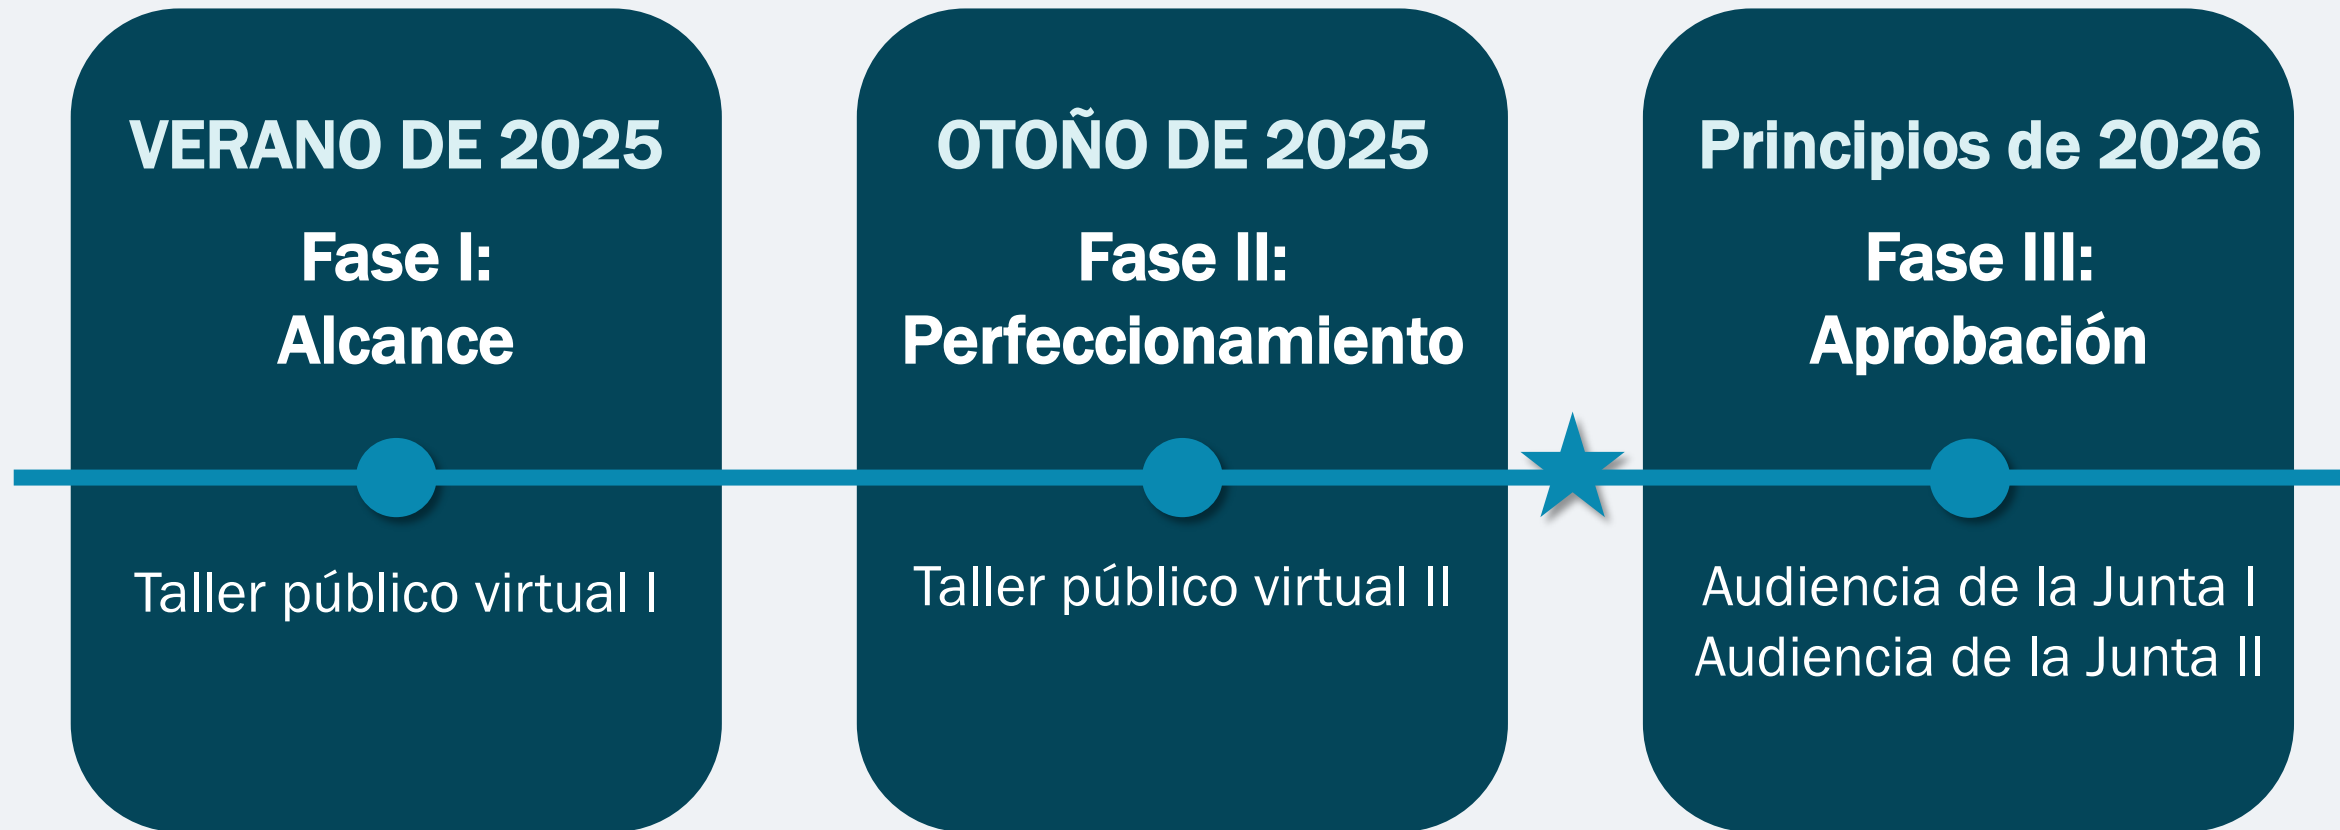 VERANO DE 2025
Fase I:
Alcance
Taller público virtual I
OTOÑO DE 2025
Fase II:
Perfeccionamiento
Taller público virtual II
Principios de 2026
Fase III:
Aprobación
Audiencia de la Junta I
Audiencia de la Junta II